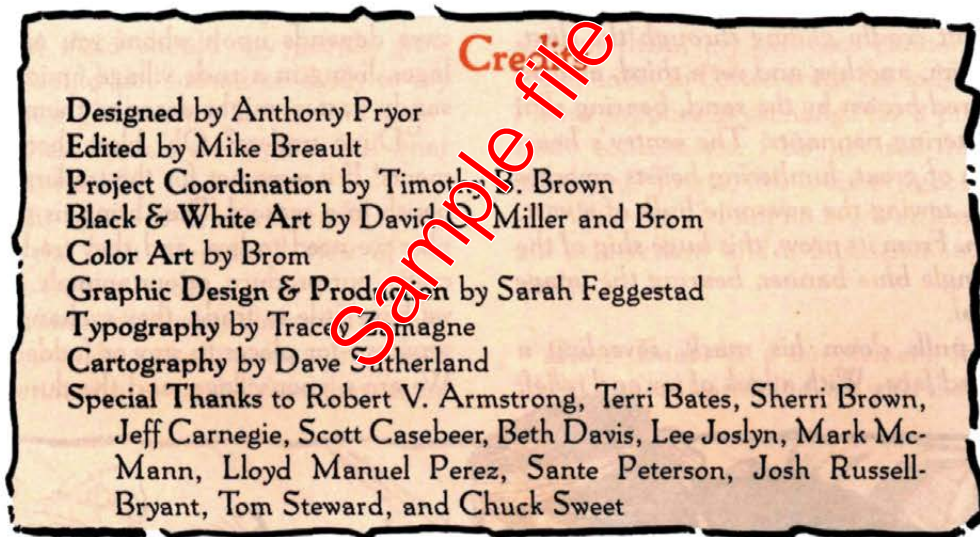 Credits
Designed by Anthony Pryor
Edited by Mike Breault
Project Coordination by Timothy B. Brown
Black & White Art by David O. Miller and Brom
Color Art by Brom
Graphic Design & Production by Sarah Feggestad
Typography by Tracey Zamagne
Cartography by Dave Sutherland
Special Thanks to Robert V. Armstrong, Terri Bates, Sherri Brown,
Jeff Carnegie, Scott Casebeer, Beth Davis, Lee Joslyn, Mark Mc-
Mann, Lloyd Manuel Perez, Sante Peterson, Josh Russell-
Bryant, Tom Steward, and Chuck Sweet
Sample file